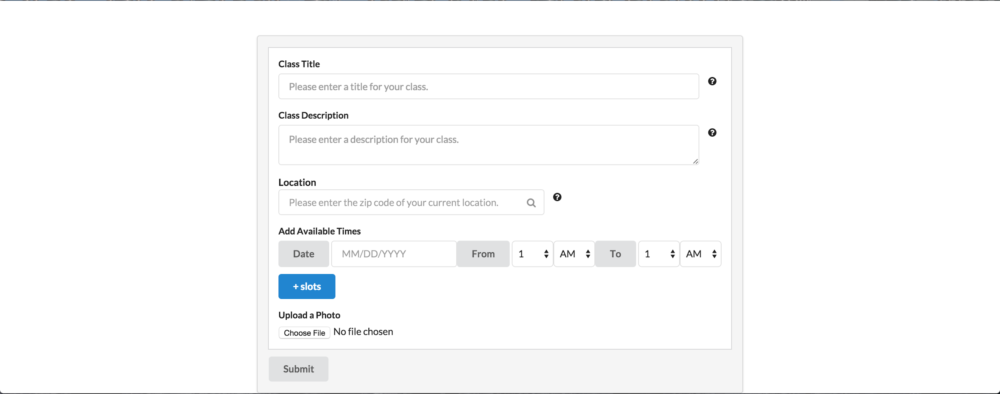 Class Title
Please enter a title for your class.
Class Description
Please enter a description for your class.
Location
Please enter the zip code of your current location.
Add Available Times
Date MM/DD/YYYY From 1 AM To 1 AM
+ slots
Upload a Photo
Choose File No file chosen
Submit